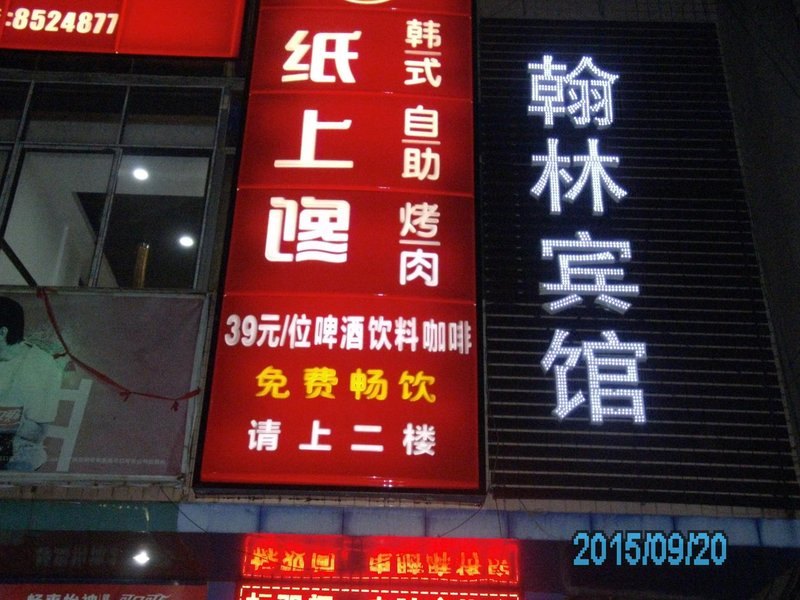 :8524877
纸上馋
韩式自助烤肉
39元/位啤酒饮料咖啡
免费畅饮
请上二楼
翰林宾馆
2015/09/20